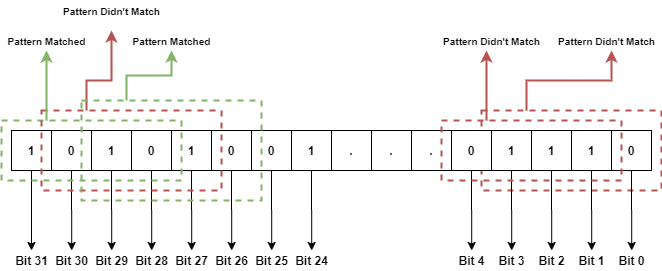 Pattern Didn't Match
Pattern Matched Pattern Matched Pattern Didn't Match Pattern Didn't Match
1 0 1 0 1 0 0 1 . . . 0 1 1 1 0
Bit 31 Bit 30 Bit 29 Bit 28 Bit 27 Bit 26 Bit 25 Bit 24 Bit 4 Bit 3 Bit 2 Bit 1 Bit 0